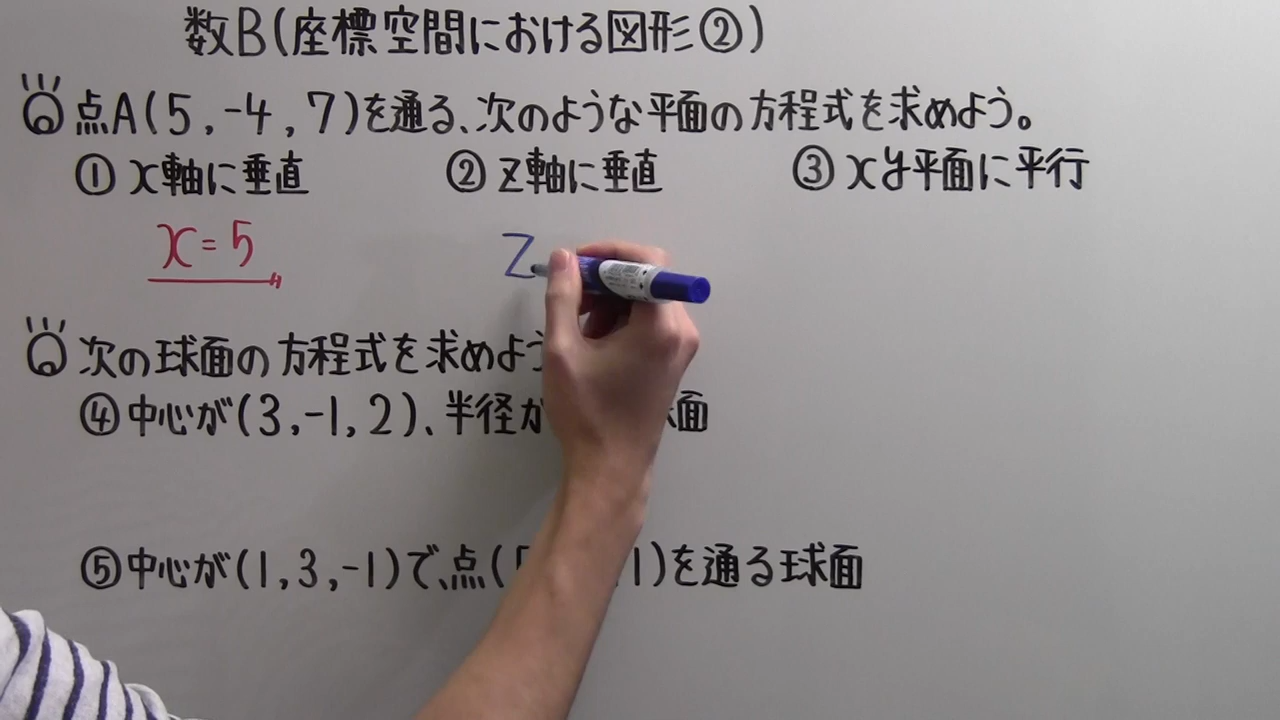 数B(座標空間における図形②)
点A(5,-4,7)を通る、次のような平面の方程式を求めよう。
①x軸に垂直 ②z軸に垂直 ③xy平面に平行
x=5 z
次の球面の方程式を求めよう
④中心が(3,-1,2)、半径が 面
⑤中心が(1,3,-1)で、点( 1)を通る球面